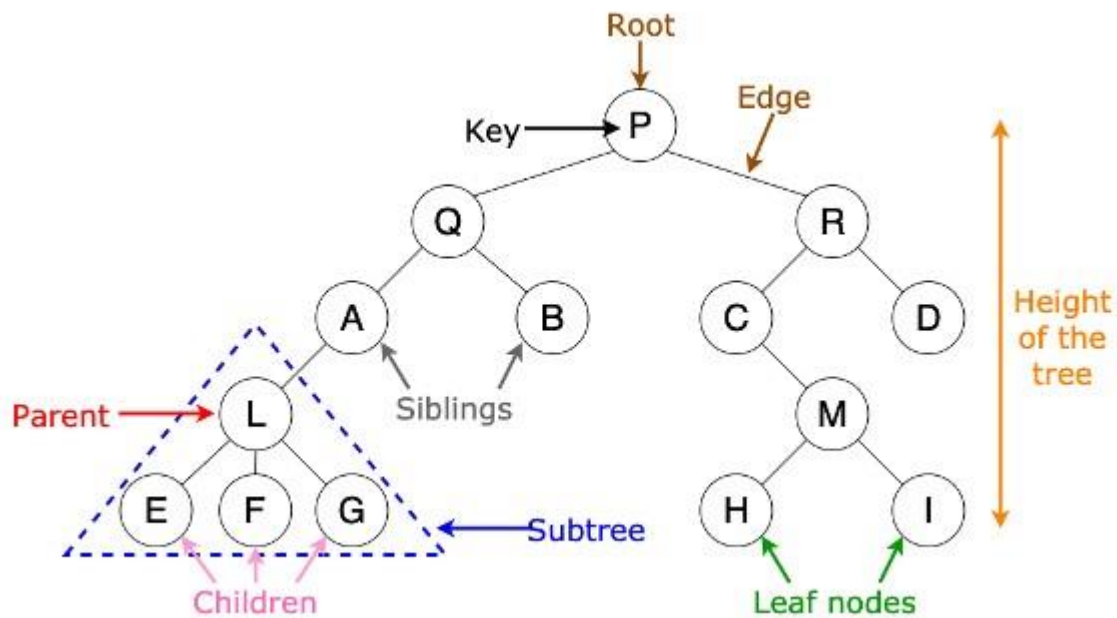 Root
Edge
Key
P
Q
R
A
B
C
D
Height
of the
tree
Siblings
Parent
L
M
E
F
G
H
I
Subtree
Children
Leaf nodes